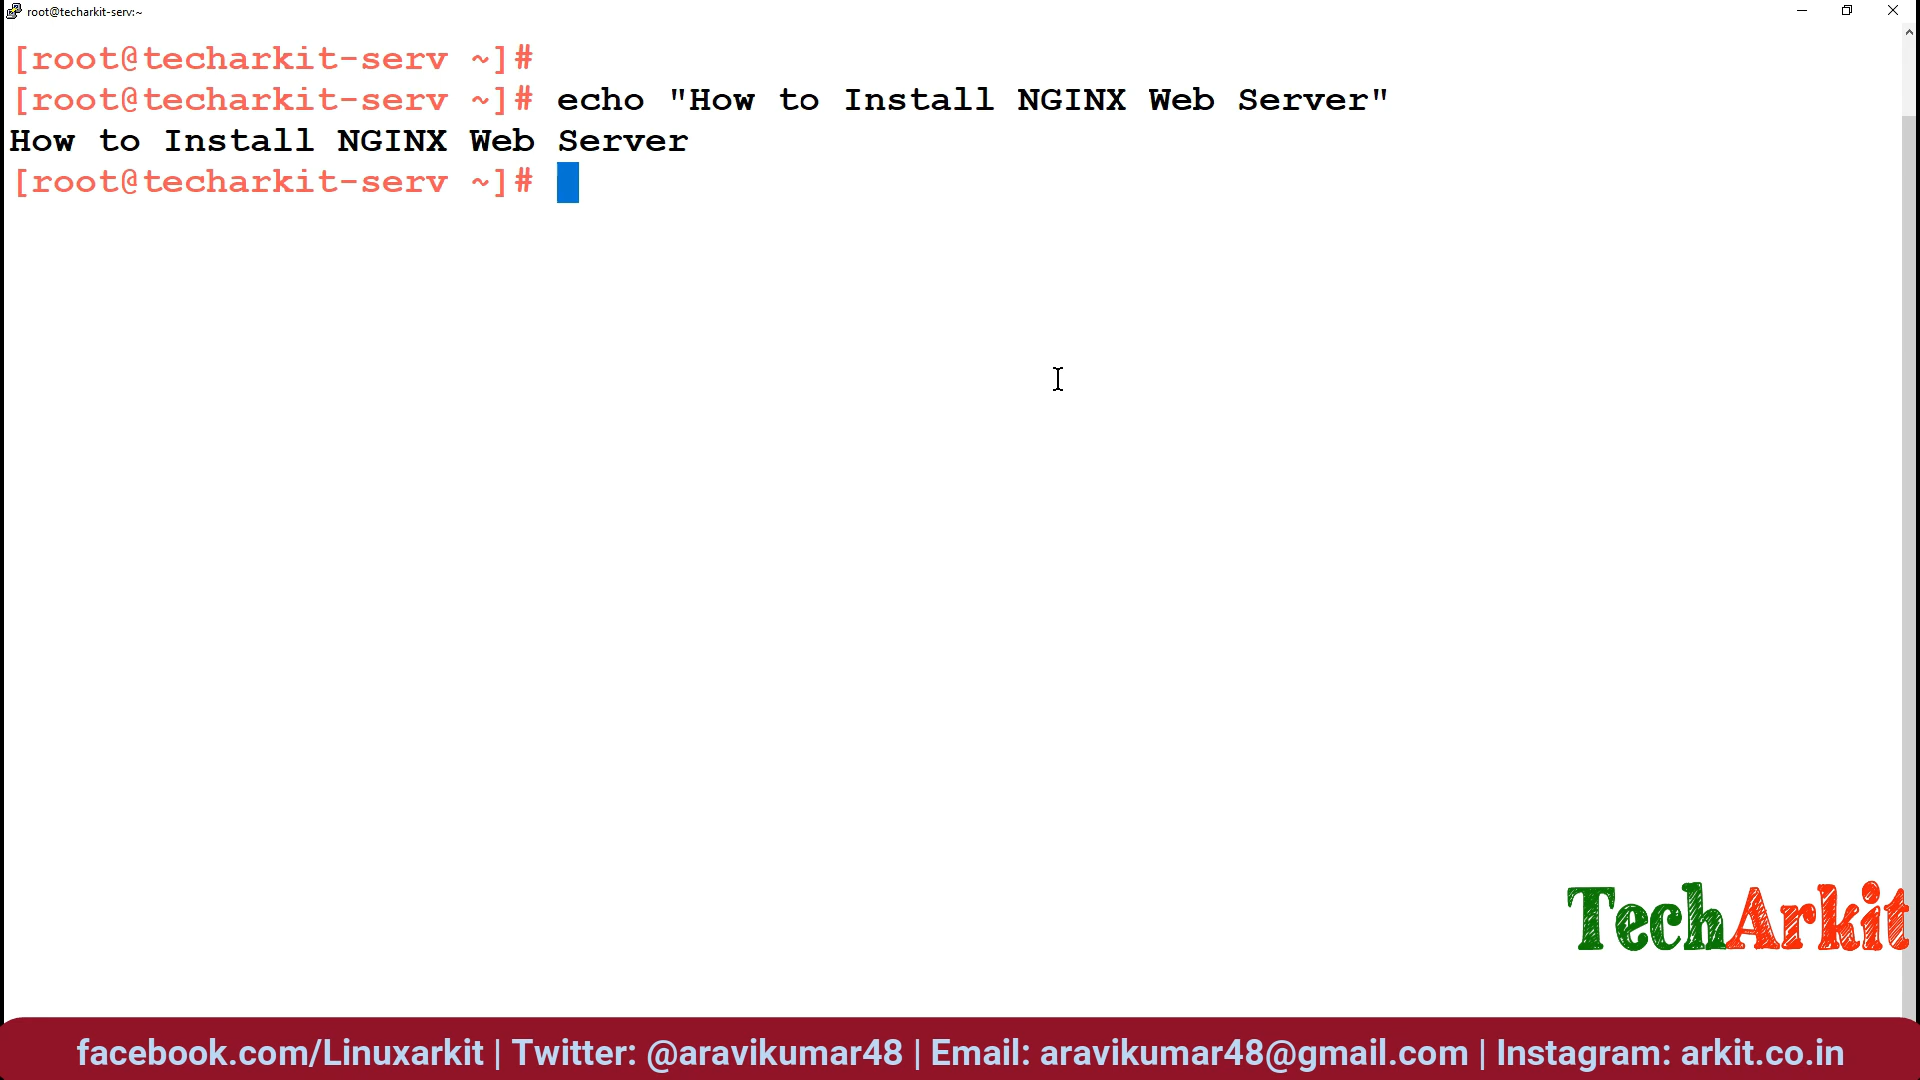 root@techarkit-serv:~
[root@techarkit-serv ~]#
[root@techarkit-serv ~]# echo "How to Install NGINX Web Server"
How to Install NGINX Web Server
[root@techarkit-serv ~]#
TechArkit
facebook.com/Linuxarkit | Twitter: @aravikumar48 | Email: aravikumar48@gmail.com | Instagram: arkit.co.in